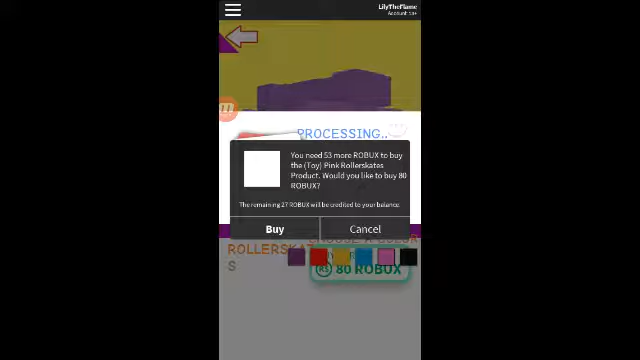 LilyTheFlame
Account: 13+
PROCESSING..
You need 53 more ROBUX to buy
the (Toy) Pink Rollerskates
Product. Would you like to buy 80
ROBUX?
The remaining 27 ROBUX will be credited to your balance.
Buy
Cancel
ROLLERSKAT
S
80 ROBUX